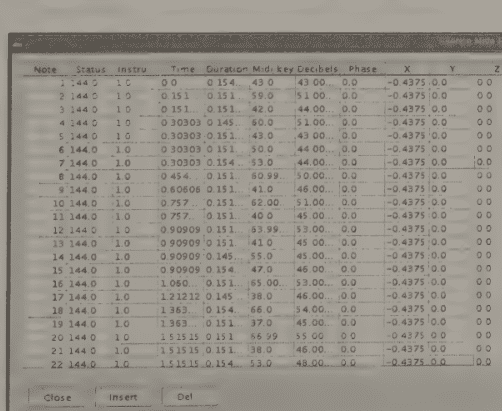 Note Status Instru Time Duration Midi key Decibels Phase X Y Z
1 144.0 1.0 0.0 0.154... 43.0 43.00... 0.0 -0.4375 0.0 0.0
2 144.0 1.0 0.151... 0.151... 59.0 51.00... 0.0 -0.4375 0.0 0.0
3 144.0 1.0 0.151... 0.151... 42.0 44.00... 0.0 -0.4375 0.0 0.0
4 144.0 1.0 0.30303 0.145... 60.0 51.00... 0.0 -0.4375 0.0 0.0
5 144.0 1.0 0.30303 0.151... 43.0 43.00... 0.0 -0.4375 0.0 0.0
6 144.0 1.0 0.30303 0.151... 50.0 44.00... 0.0 -0.4375 0.0 0.0
7 144.0 1.0 0.30303 0.154... 53.0 44.00... 0.0 -0.4375 0.0 0.0
8 144.0 1.0 0.454... 0.151... 60.99... 50.00... 0.0 -0.4375 0.0 0.0
9 144.0 1.0 0.60606 0.151... 41.0 46.00... 0.0 -0.4375 0.0 0.0
10 144.0 1.0 0.757... 0.151... 62.00... 51.00... 0.0 -0.4375 0.0 0.0
11 144.0 1.0 0.757... 0.151... 40.0 45.00... 0.0 -0.4375 0.0 0.0
12 144.0 1.0 0.90909 0.151... 63.99... 53.00... 0.0 -0.4375 0.0 0.0
13 144.0 1.0 0.90909 0.151... 41.0 45.00... 0.0 -0.4375 0.0 0.0
14 144.0 1.0 0.90909 0.145... 55.0 45.00... 0.0 -0.4375 0.0 0.0
15 144.0 1.0 0.90909 0.154... 47.0 46.00... 0.0 -0.4375 0.0 0.0
16 144.0 1.0 1.060... 0.151... 65.00... 53.00... 0.0 -0.4375 0.0 0.0
17 144.0 1.0 1.21212 0.145... 38.0 46.00... 0.0 -0.4375 0.0 0.0
18 144.0 1.0 1.363... 0.154... 66.0 54.00... 0.0 -0.4375 0.0 0.0
19 144.0 1.0 1.363... 0.151... 37.0 45.00... 0.0 -0.4375 0.0 0.0
20 144.0 1.0 1.51515 0.151... 66.99... 55.00... 0.0 -0.4375 0.0 0.0
21 144.0 1.0 1.51515 0.151... 38.0 46.00... 0.0 -0.4375 0.0 0.0
22 144.0 1.0 1.51515 0.154... 53.0 48.00... 0.0 -0.4375 0.0 0.0
Close Insert Del